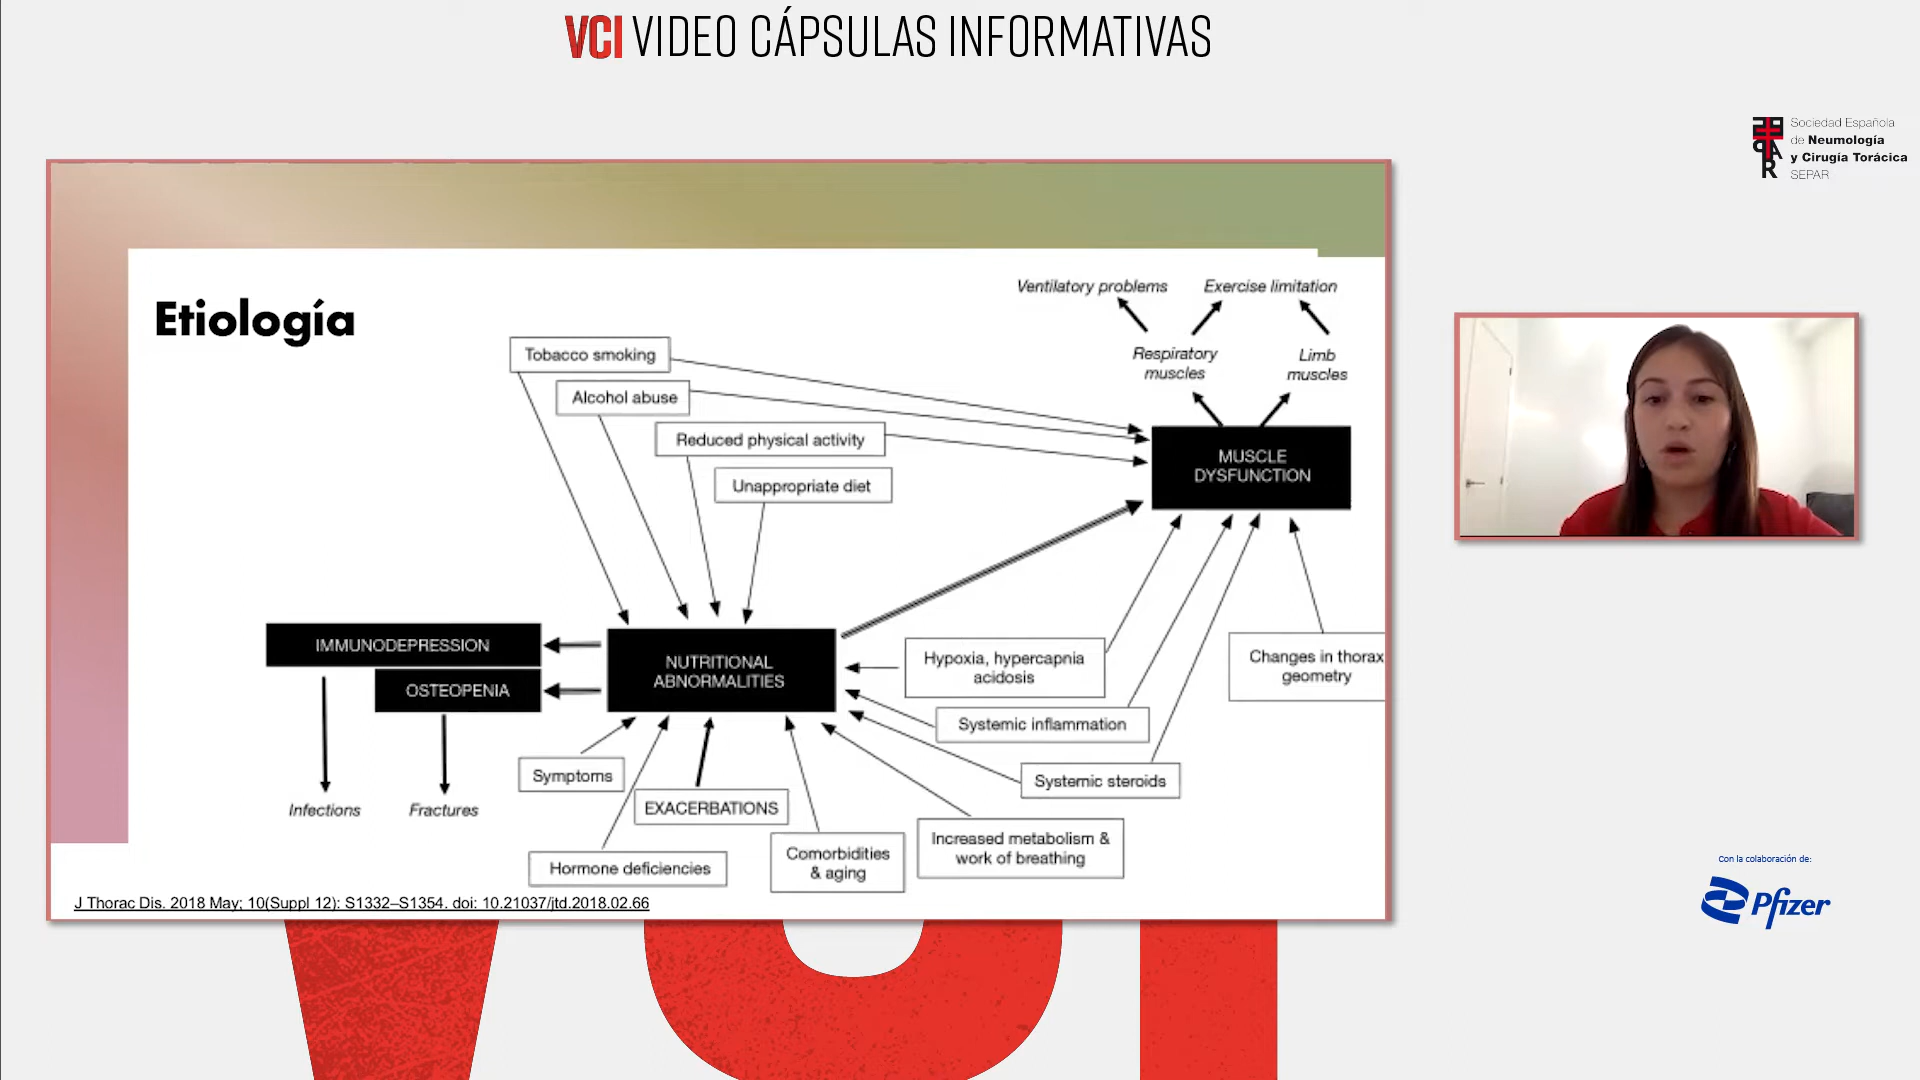 VCI VIDEO CÁPSULAS INFORMATIVAS
Sociedad Española
de Neumología
y Cirugía Torácica
SEPAR
Etiología
Ventilatory problems
Exercise limitation
Respiratory
muscles
Limb
muscles
Tobacco smoking
Alcohol abuse
Reduced physical activity
Unappropriate diet
MUSCLE
DYSFUNCTION
IMMUNODEPRESSION
OSTEOPENIA
NUTRITIONAL
ABNORMALITIES
Hypoxia, hypercapnia
acidosis
Changes in thorax
geometry
Systemic inflammation
Systemic steroids
Symptoms
EXACERBATIONS
Infections
Fractures
Increased metabolism &
work of breathing
Comorbidities
& aging
Hormone deficiencies
J Thorac Dis. 2018 May; 10(Suppl 12): S1332–S1354. doi: 10.21037/jtd.2018.02.66
Con la colaboración de:
Pfizer
VCI